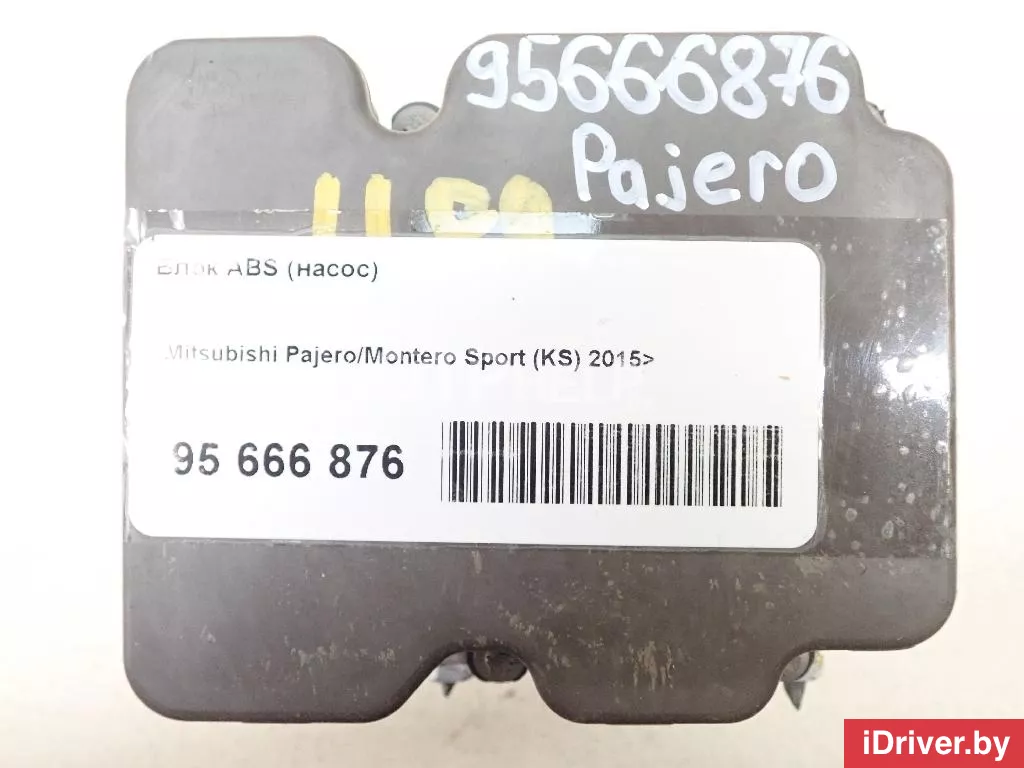 95666876
Pajero
Блок ABS (насос)
Mitsubishi Pajero/Montero Sport (KS) 2015>
95 666 876
iDriver.by